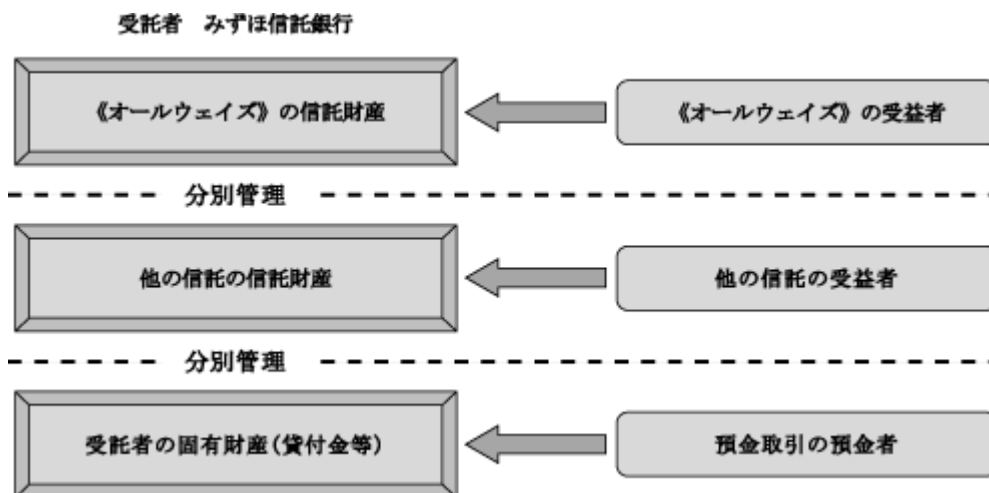 受託者　みずほ信託銀行
《オールウェイズ》の信託財産
《オールウェイズ》の受益者
分別管理
他の信託の信託財産
他の信託の受益者
分別管理
受託者の固有財産(貸付金等)
預金取引の預金者